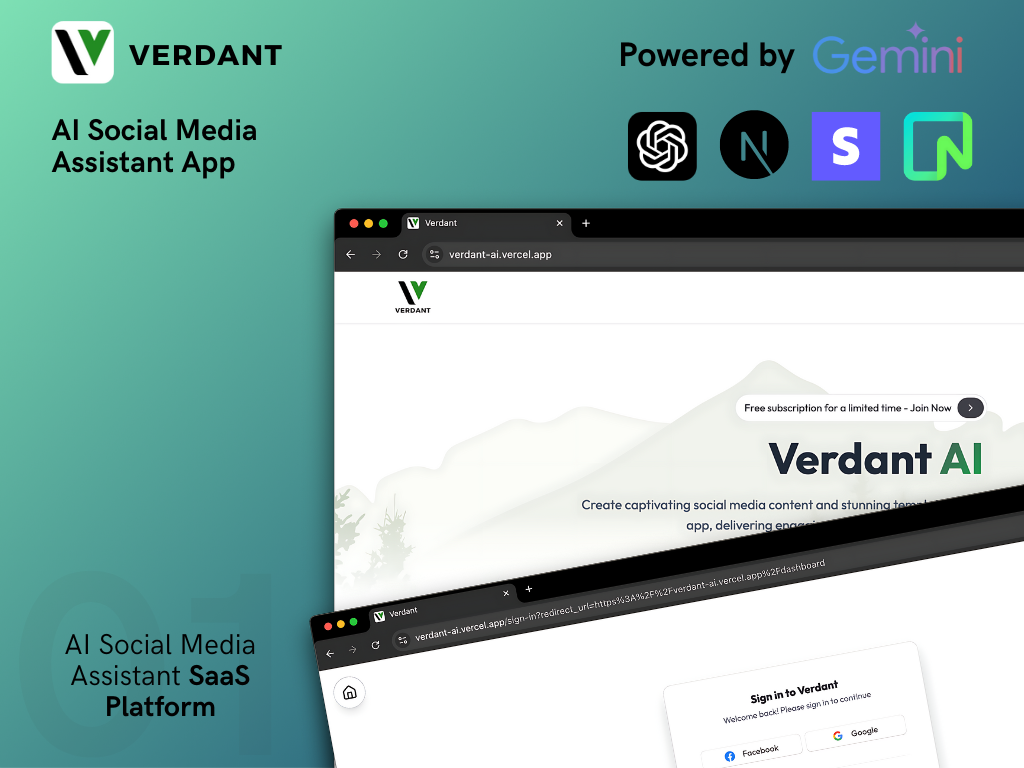 VERDANT
Powered by Gemini
AI Social Media
Assistant App
Verdant
verdant-ai.vercel.app
VERDANT
Free subscription for a limited time - Join Now
Verdant AI
Create captivating social media content and stunning
app, delivering
Verdant
verdant-ai.vercel.app/sign-in?redirect_url=https%3A%2F%2Fverdant-ai.vercel.app%2Fdashboard
Sign in to Verdant
Welcome back! Please sign in to continue
Facebook
Google
01
AI Social Media
Assistant SaaS
Platform